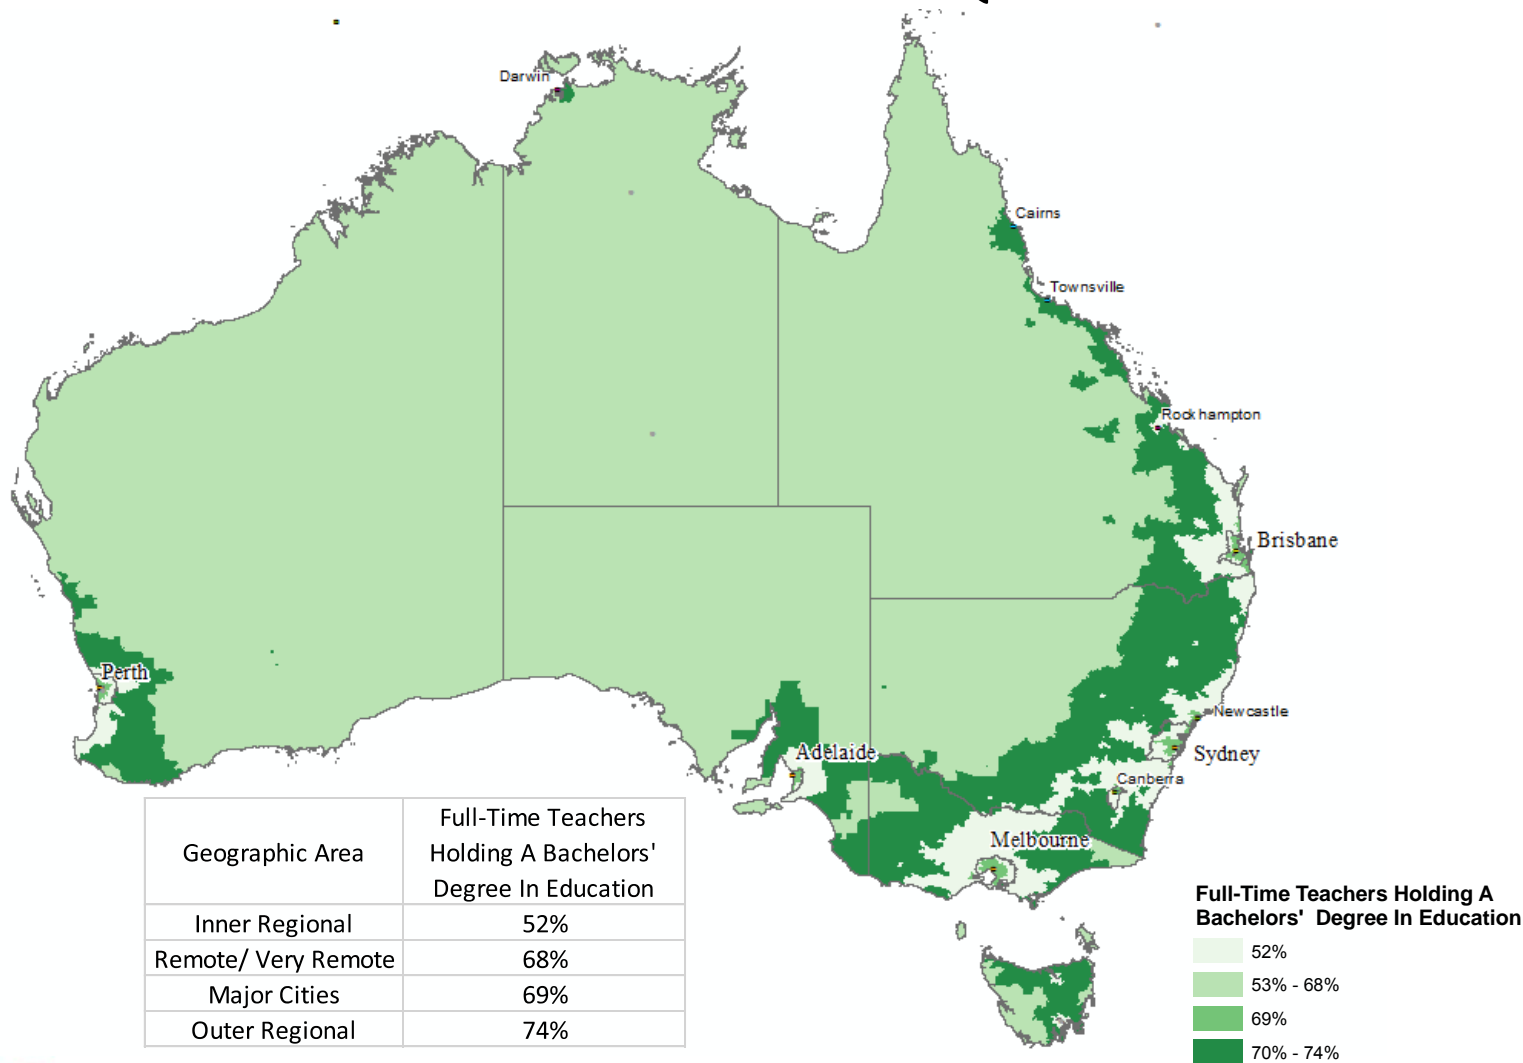 Darwin
Cairns
Townsville
Rockhampton
Brisbane
Perth
Newcastle
Adelaide
Sydney
Canberra
Melbourne
Geographic Area
Full-Time Teachers
Holding A Bachelors'
Degree In Education
Inner Regional 52%
Remote/ Very Remote 68%
Major Cities 69%
Outer Regional 74%
Full-Time Teachers Holding A
Bachelors' Degree In Education
52%
53% - 68%
69%
70% - 74%